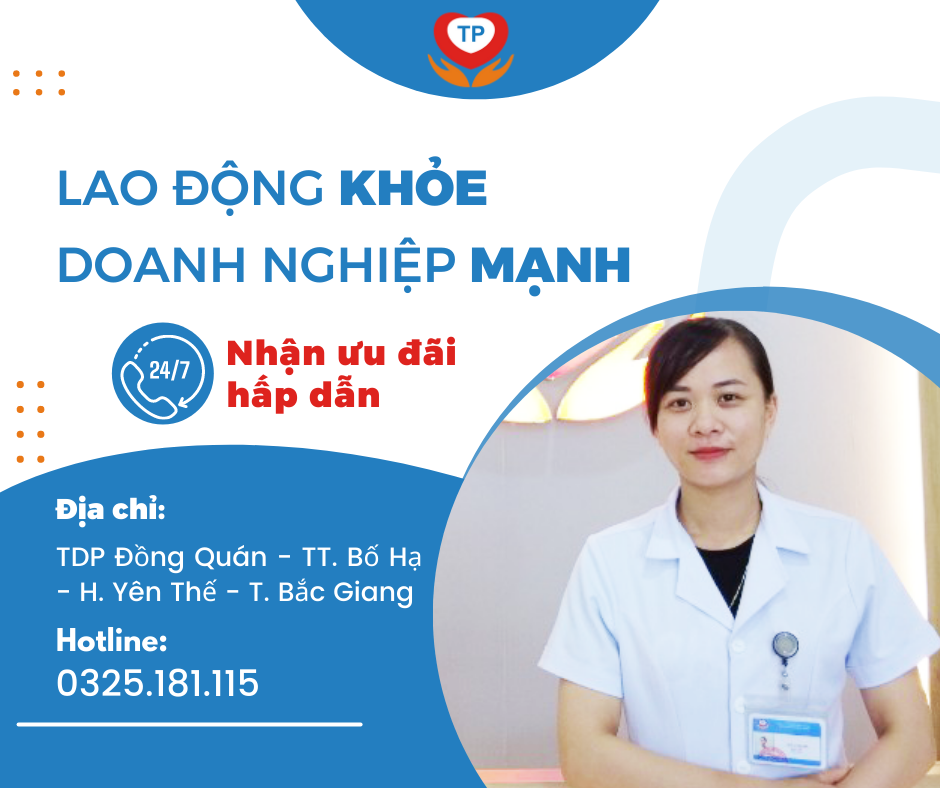 TP
LAO ĐỘNG KHỎE
DOANH NGHIỆP MẠNH
24/7
Nhận ưu đãi
hấp dẫn
Địa chỉ:
TDP Đồng Quán - TT. Bố Hạ
- H. Yên Thế - T. Bắc Giang
Hotline:
0325.181.115